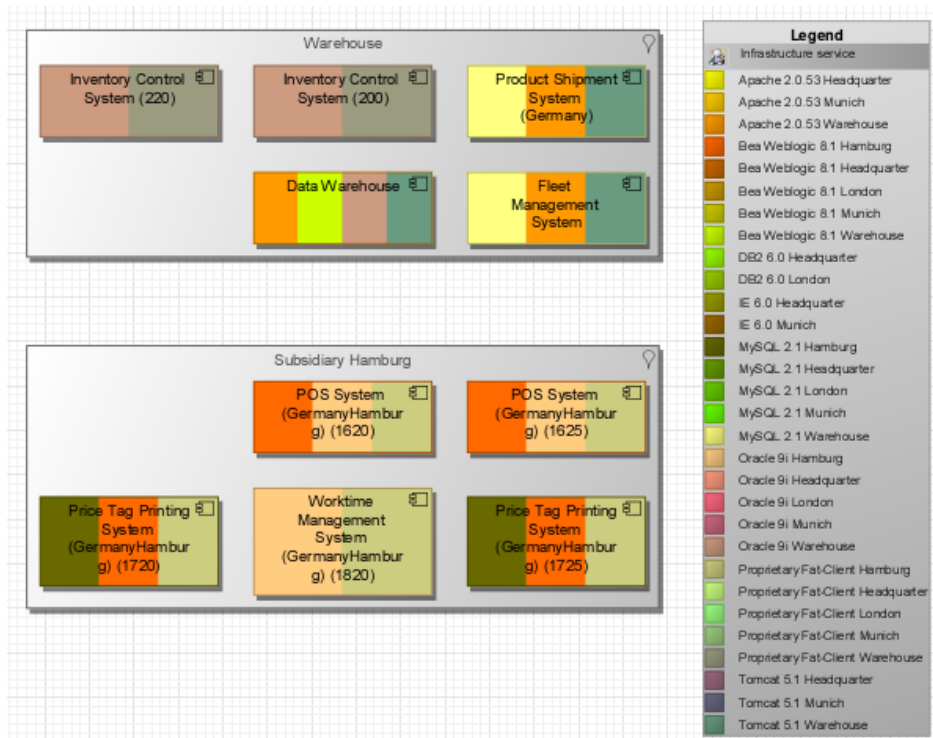 Warehouse
Inventory Control
System (220)
Inventory Control
System (200)
Product Shipment
System
(Germany)
Data Warehouse
Fleet
Management
System
Subsidiary Hamburg
POS System
(GermanyHambur
g) (1620)
POS System
(GermanyHambur
g) (1625)
Price Tag Printing
System
(GermanyHambur
g) (1720)
Worktime
Management
System
(GermanyHambur
g) (1820)
Price Tag Printing
System
(GermanyHambur
g) (1725)
Legend
Infrastructure service
Apache 2.0.53 Headquarter
Apache 2.0.53 Munich
Apache 2.0.53 Warehouse
Bea Weblogic 8.1 Hamburg
Bea Weblogic 8.1 Headquarter
Bea Weblogic 8.1 London
Bea Weblogic 8.1 Munich
Bea Weblogic 8.1 Warehouse
DB2 6.0 Headquarter
DB2 6.0 London
IE 6.0 Headquarter
IE 6.0 Munich
MySQL 2.1 Hamburg
MySQL 2.1 Headquarter
MySQL 2.1 London
MySQL 2.1 Munich
MySQL 2.1 Warehouse
Oracle 9i Hamburg
Oracle 9i Headquarter
Oracle 9i London
Oracle 9i Munich
Oracle 9i Warehouse
Proprietary Fat-Client Hamburg
Proprietary Fat-Client Headquarter
Proprietary Fat-Client London
Proprietary Fat-Client Munich
Proprietary Fat-Client Warehouse
Tomcat 5.1 Headquarter
Tomcat 5.1 Munich
Tomcat 5.1 Warehouse